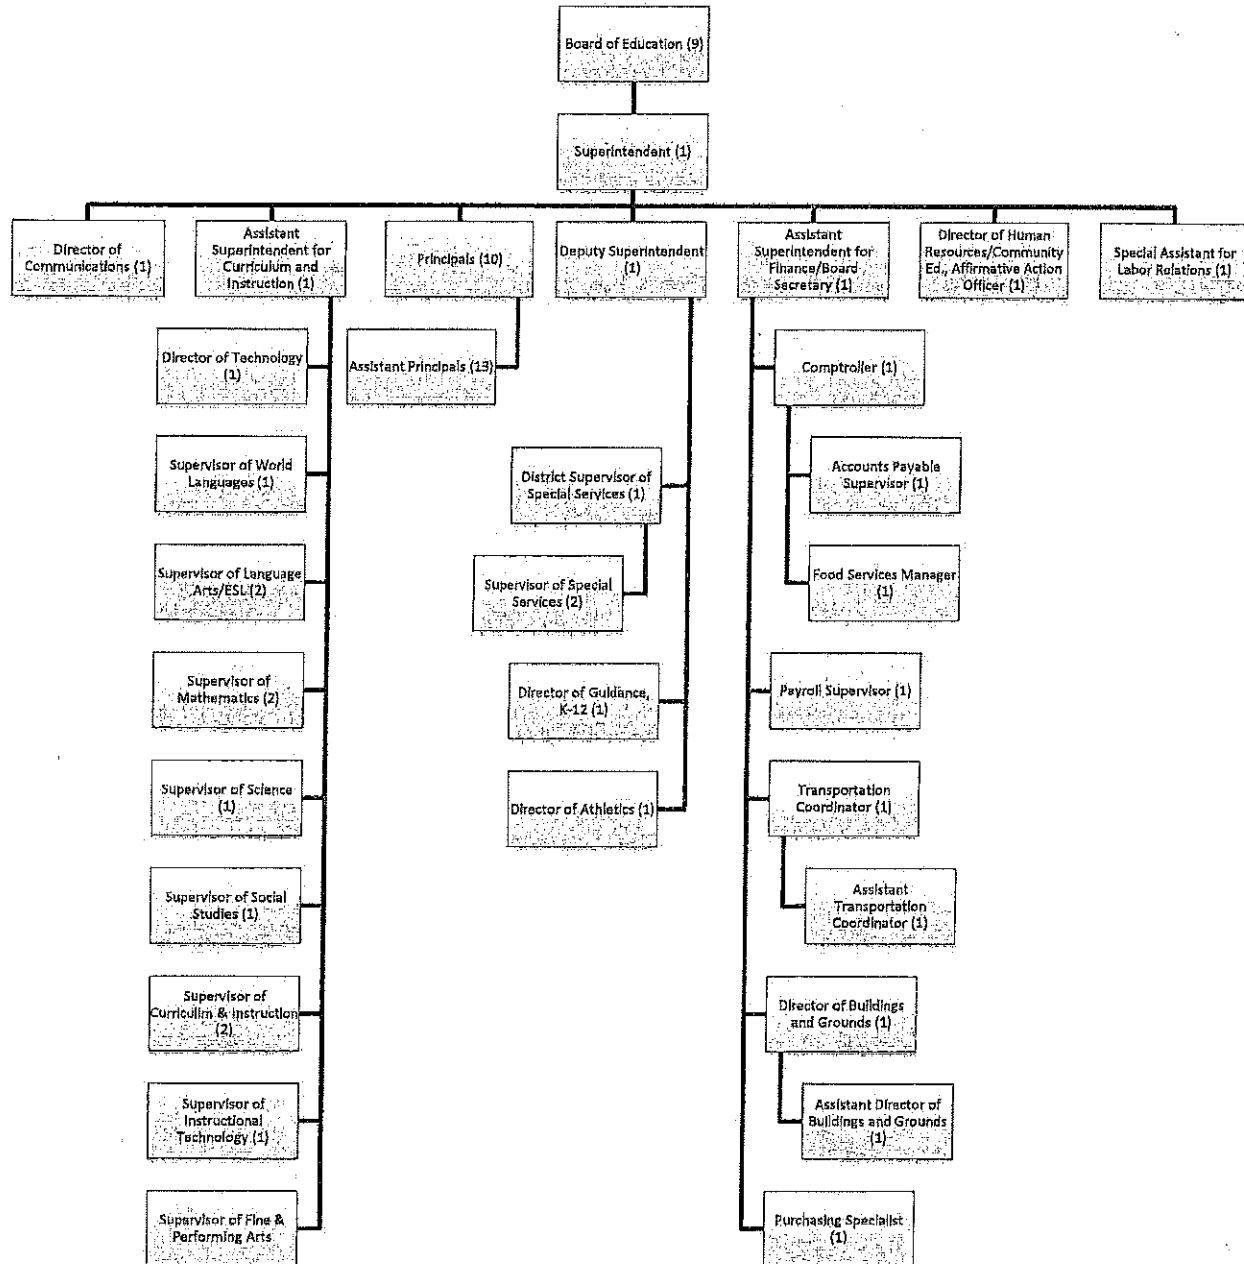 Board of Education (9)
Superintendent (1)
Director of
Communications (1)
Assistant
Superintendent for
Curriculum and
Instruction (1)
Principals (10)
Deputy Superintendent
(1)
Assistant
Superintendent for
Finance/Board
Secretary (1)
Director of Human
Resources/Community
Ed., Affirmative Action
Officer (1)
Special Assistant for
Labor Relations (1)
Director of Technology
(1)
Supervisor of World
Languages (1)
Supervisor of Language
Arts/ESL (2)
Supervisor of
Mathematics (2)
Supervisor of Science
(1)
Supervisor of Social
Studies (1)
Supervisor of
Curriculim & Instruction
(2)
Supervisor of
Instructional
Technology (1)
Supervisor of Fine &
Performing Arts
Assistant Principals (13)
District Supervisor of
Special Services (1)
Supervisor of Special
Services (2)
Director of Guidance,
K-12 (1)
Director of Athletics (1)
Comptroller (1)
Accounts Payable
Supervisor (1)
Food Services Manager
(1)
Payroll Supervisor (1)
Transportation
Coordinator (1)
Assistant
Transportation
Coordinator (1)
Director of Buildings
and Grounds (1)
Assistant Director of
Buildings and Grounds
(1)
Purchasing Specialist
(1)